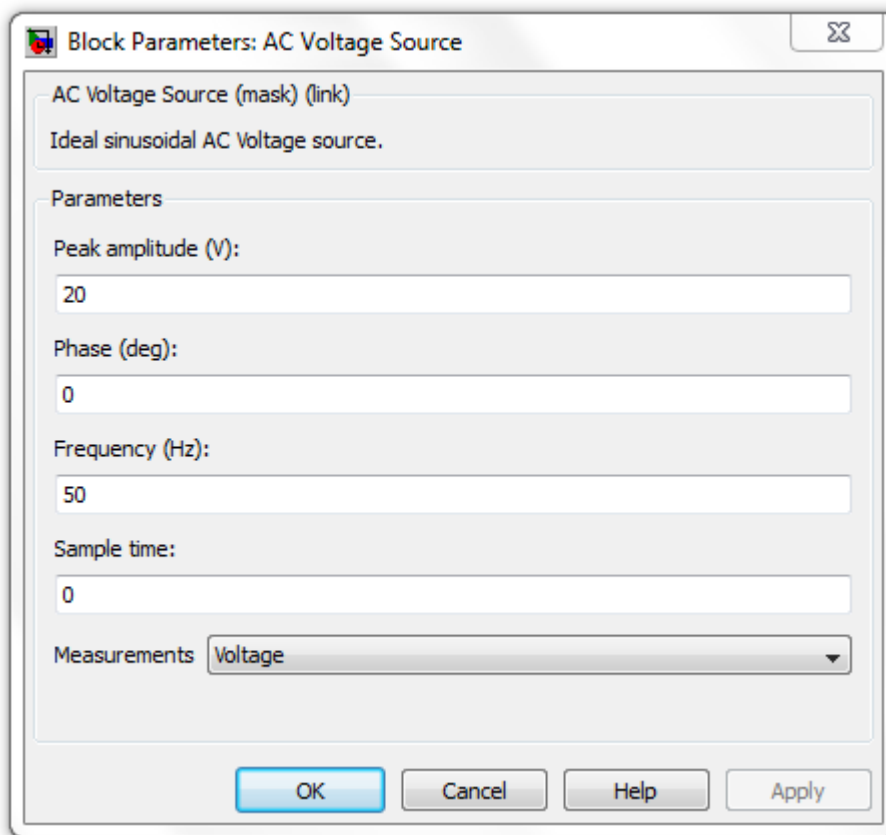 Block Parameters: AC Voltage Source
AC Voltage Source (mask) (link)
Ideal sinusoidal AC Voltage source.
Parameters
Peak amplitude (V):
20
Phase (deg):
0
Frequency (Hz):
50
Sample time:
0
Measurements Voltage
OK Cancel Help Apply